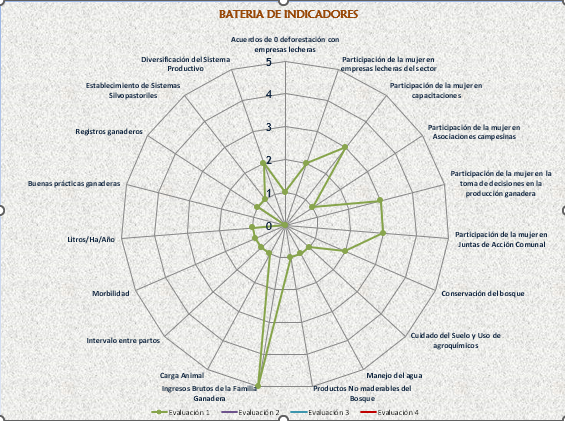 BATERIA DE INDICADORES
Acuerdos de 0 deforestación con
empresas lecheras
Participación de la mujer en
empresas lecheras del sector
Participación de la mujer en
capacitaciones
Participación de la mujer en
Asociaciones campesinas
Participación de la mujer en la
toma de decisiones en la
producción ganadera
Participación de la mujer en
Juntas de Acción Comunal
Conservación del bosque
Cuidado del Suelo y Uso de
agroquímicos
Manejo del agua
Productos No maderables del
Bosque
Ingresos Brutos de la Familia
Ganadera
Carga Animal
Intervalo entre partos
Morbilidad
Litros/Ha/Año
Buenas prácticas ganaderas
Registros ganaderos
Establecimiento de Sistemas
Silvopastoriles
Diversificación del Sistema
Productivo
5
4
3
2
1
0
Evaluación 1 Evaluación 2 Evaluación 3 Evaluación 4